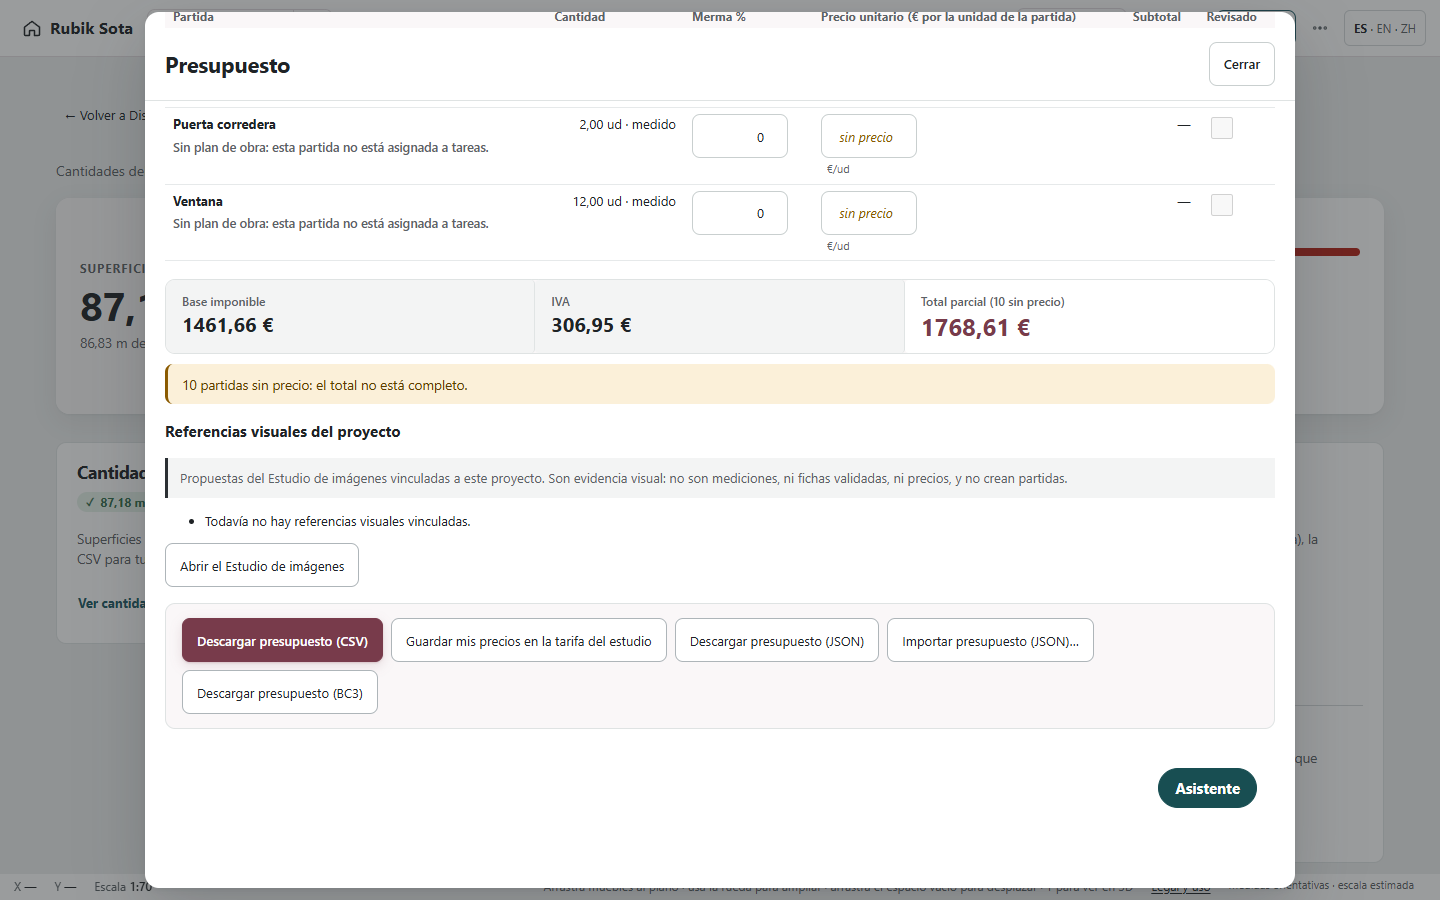 Rubik Sota
ES · EN · ZH
Partida Cantidad Merma % Precio unitario (€ por la unidad de la partida) Subtotal Revisado
Presupuesto
Cerrar
← Volver a Dis
Puerta corredera 2,00 ud · medido 0 sin precio —
Sin plan de obra: esta partida no está asignada a tareas.
€/ud
Cantidades de
Ventana 12,00 ud · medido 0 sin precio —
Sin plan de obra: esta partida no está asignada a tareas.
€/ud
SUPERFICI
87,1
86,83 m de
Base imponible
1461,66 €
IVA
306,95 €
Total parcial (10 sin precio)
1768,61 €
10 partidas sin precio: el total no está completo.
Referencias visuales del proyecto
Propuestas del Estudio de imágenes vinculadas a este proyecto. Son evidencia visual: no son mediciones, ni fichas validadas, ni precios, y no crean partidas.
Todavía no hay referencias visuales vinculadas.
Abrir el Estudio de imágenes
Cantidad
✓ 87,18 m
Superficies
CSV para tu
Ver cantida
), la
que
Descargar presupuesto (CSV)
Guardar mis precios en la tarifa del estudio
Descargar presupuesto (JSON)
Importar presupuesto (JSON)...
Descargar presupuesto (BC3)
Asistente
X — Y — Escala 1:70
Legal y uso
escala estimada